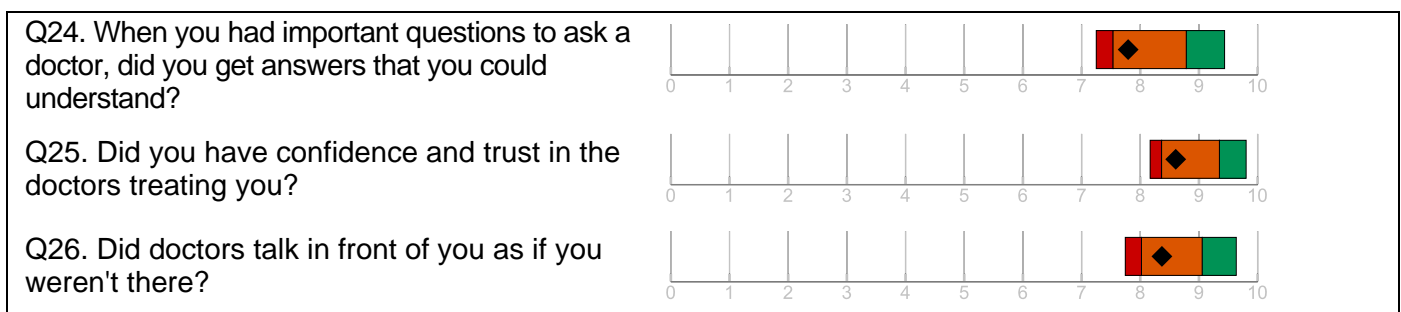 Q24. When you had important questions to ask a
doctor, did you get answers that you could
understand?
0 1 2 3 4 5 6 7 8 9 10
Q25. Did you have confidence and trust in the
doctors treating you?
0 1 2 3 4 5 6 7 8 9 10
Q26. Did doctors talk in front of you as if you
weren't there?
0 1 2 3 4 5 6 7 8 9 10